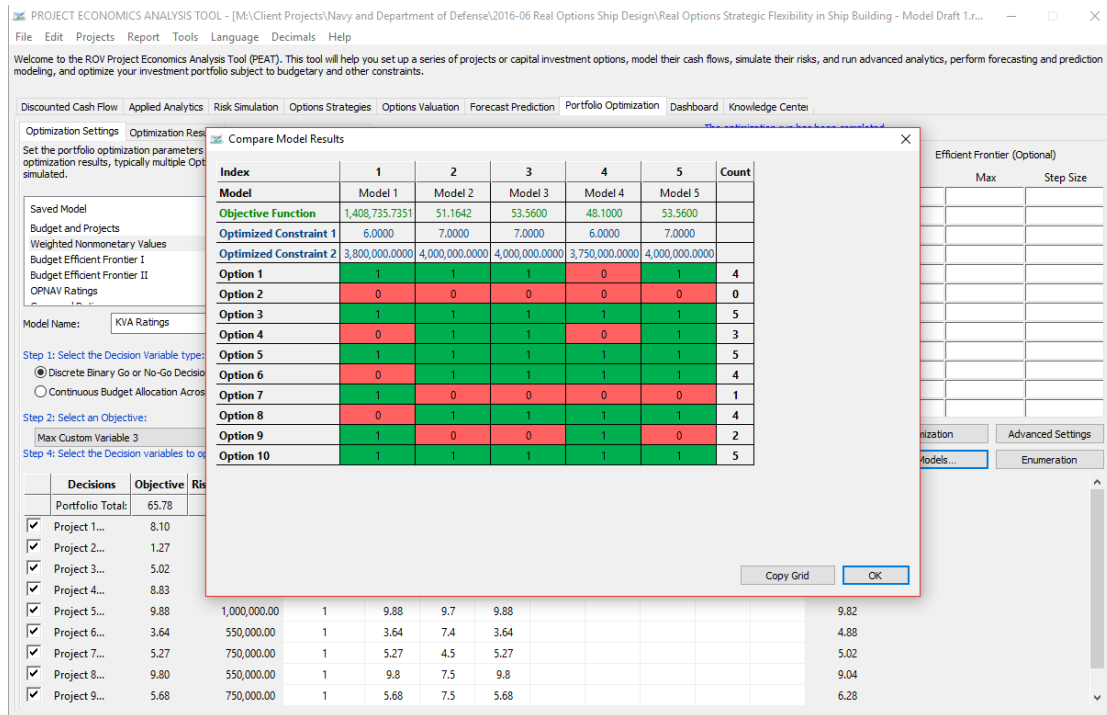 PROJECT ECONOMICS ANALYSIS TOOL - [M:\Client Projects\Navy and Department of Defense\2016-06 Real Options Ship Design\Real Options Strategic Flexibility in Ship Building - Model Draft 1.r...
File Edit Projects Report Tools Language Decimals Help
Welcome to the ROV Project Economics Analysis Tool (PEAT). This tool will help you set up a series of projects or capital investment options, model their cash flows, simulate their risks, and run advanced analytics, perform forecasting and prediction
modeling, and optimize your investment portfolio subject to budgetary and other constraints.
Discounted Cash Flow Applied Analytics Risk Simulation Options Strategies Options Valuation Forecast Prediction Portfolio Optimization Dashboard Knowledge Center
Optimization Settings Optimization Resu
Set the portfolio optimization parameters
optimization results, typically multiple Opt
simulated.
Saved Model
Budget and Projects
Weighted Nonmonetary Values
Budget Efficient Frontier I
Budget Efficient Frontier II
OPNAV Ratings
Model Name: KVA Ratings
Step 1: Select the Decision Variable type:
Discrete Binary Go or No-Go Decisio
Continuous Budget Allocation Acros
Step 2: Select an Objective:
Max Custom Variable 3
Step 4: Select the Decision variables to op
Compare Model Results
Index 1 2 3 4 5 Count
Model Model 1 Model 2 Model 3 Model 4 Model 5
Objective Function 1,408,735.7351 51.1642 53.5600 48.1000 53.5600
Optimized Constraint 1 6.0000 7.0000 7.0000 6.0000 7.0000
Optimized Constraint 2 3,800,000.0000 4,000,000.0000 4,000,000.0000 3,750,000.0000 4,000,000.0000
Option 1 1 1 1 0 1 4
Option 2 0 0 0 0 0 0
Option 3 1 1 1 1 1 5
Option 4 0 1 1 0 1 3
Option 5 1 1 1 1 1 5
Option 6 0 1 1 1 1 4
Option 7 1 0 0 0 0 1
Option 8 0 1 1 1 1 4
Option 9 1 0 0 1 0 2
Option 10 1 1 1 1 1 5
Copy Grid OK
Efficient Frontier (Optional)
Max Step Size
nization Advanced Settings
Models... Enumeration
Decisions Objective Ris
Portfolio Total: 65.78
Project 1... 8.10
Project 2... 1.27
Project 3... 5.02
Project 4... 8.83
Project 5... 9.88 1,000,000.00 1 9.88 9.7 9.88 9.82
Project 6... 3.64 550,000.00 1 3.64 7.4 3.64 4.88
Project 7... 5.27 750,000.00 1 5.27 4.5 5.27 5.02
Project 8... 9.80 550,000.00 1 9.8 7.5 9.8 9.04
Project 9... 5.68 750,000.00 1 5.68 7.5 5.68 6.28